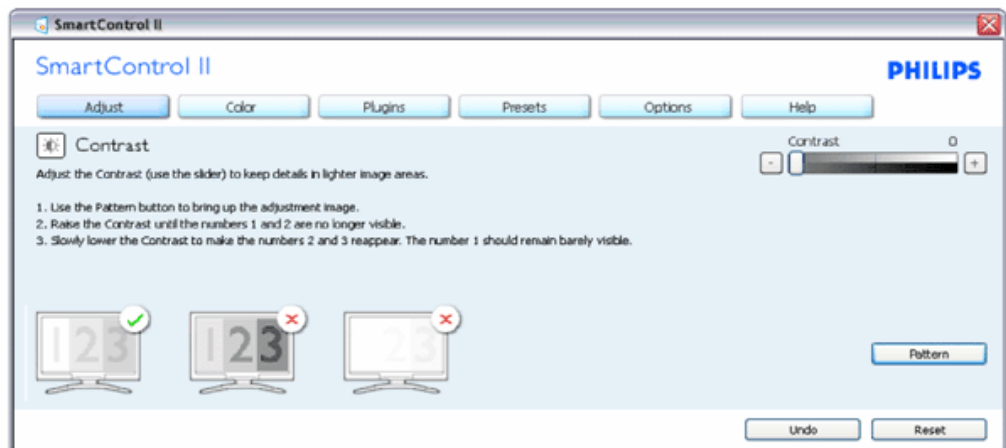 SmartControl II
SmartControl II
PHILIPS
Adjust Color Plugins Presets Options Help
Contrast
Contrast 0
- +
Adjust the Contrast (use the slider) to keep details in lighter image areas.
1. Use the Pattern button to bring up the adjustment image.
2. Raise the Contrast until the numbers 1 and 2 are no longer visible.
3. Slowly lower the Contrast to make the numbers 2 and 3 reappear. The number 1 should remain barely visible.
123 123 23
Pattern
Undo Reset